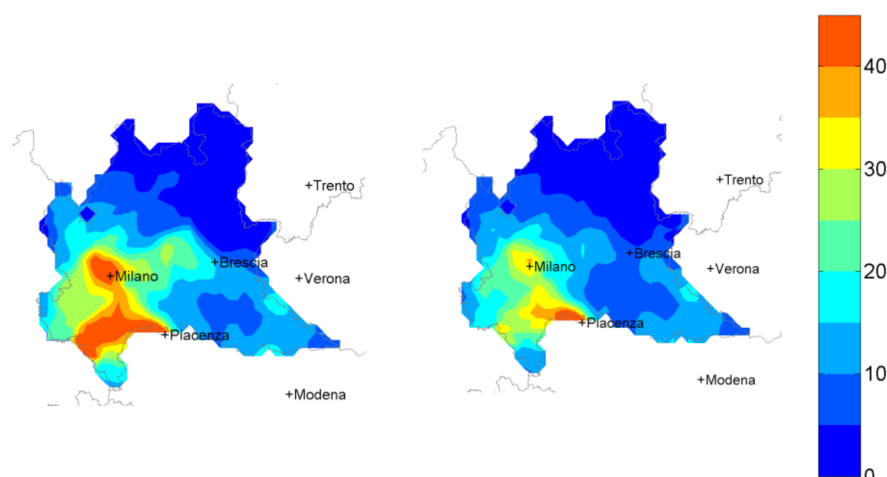 +Trento
+Brescia
+Verona
+Milano
+Piacenza
+Modena
+Trento
+Brescia
+Verona
+Milano
+Piacenza
+Modena
40
30
20
10
0